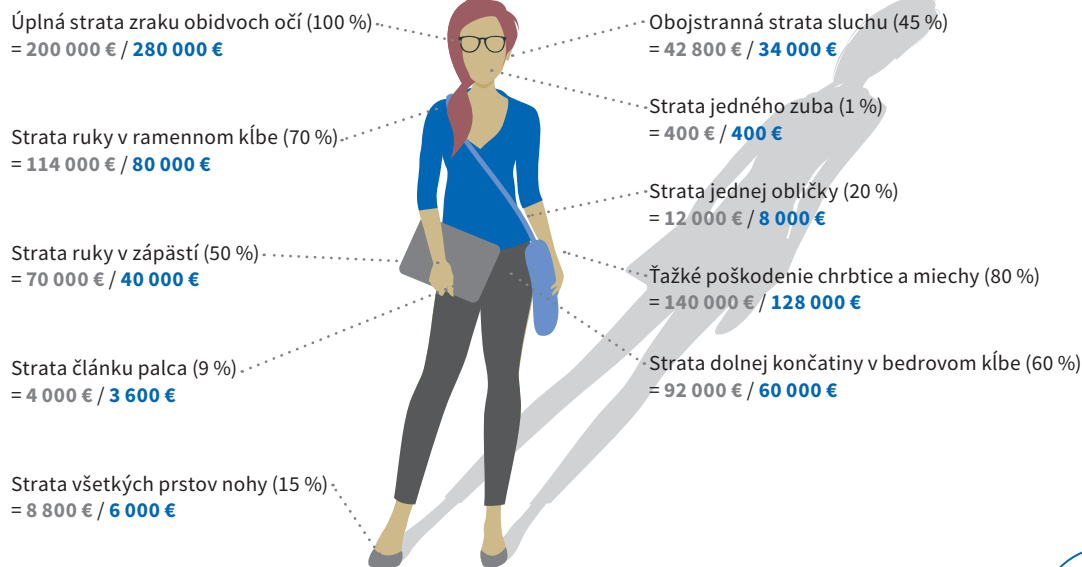 Úplná strata zraku obidvoch očí (100 %)
= 200 000 € / 280 000 €
Strata ruky v ramennom kĺbe (70 %)
= 114 000 € / 80 000 €
Strata ruky v zápästí (50 %)
= 70 000 € / 40 000 €
Strata článku palca (9 %)
= 4 000 € / 3 600 €
Strata všetkých prstov nohy (15 %)
= 8 800 € / 6 000 €
Obojstranná strata sluchu (45 %)
= 42 800 € / 34 000 €
Strata jedného zuba (1 %)
= 400 € / 400 €
Strata jednej obličky (20 %)
= 12 000 € / 8 000 €
Ťažké poškodenie chrbtice a miechy (80 %)
= 140 000 € / 128 000 €
Strata dolnej končatiny v bedrovom kĺbe (60 %)
= 92 000 € / 60 000 €